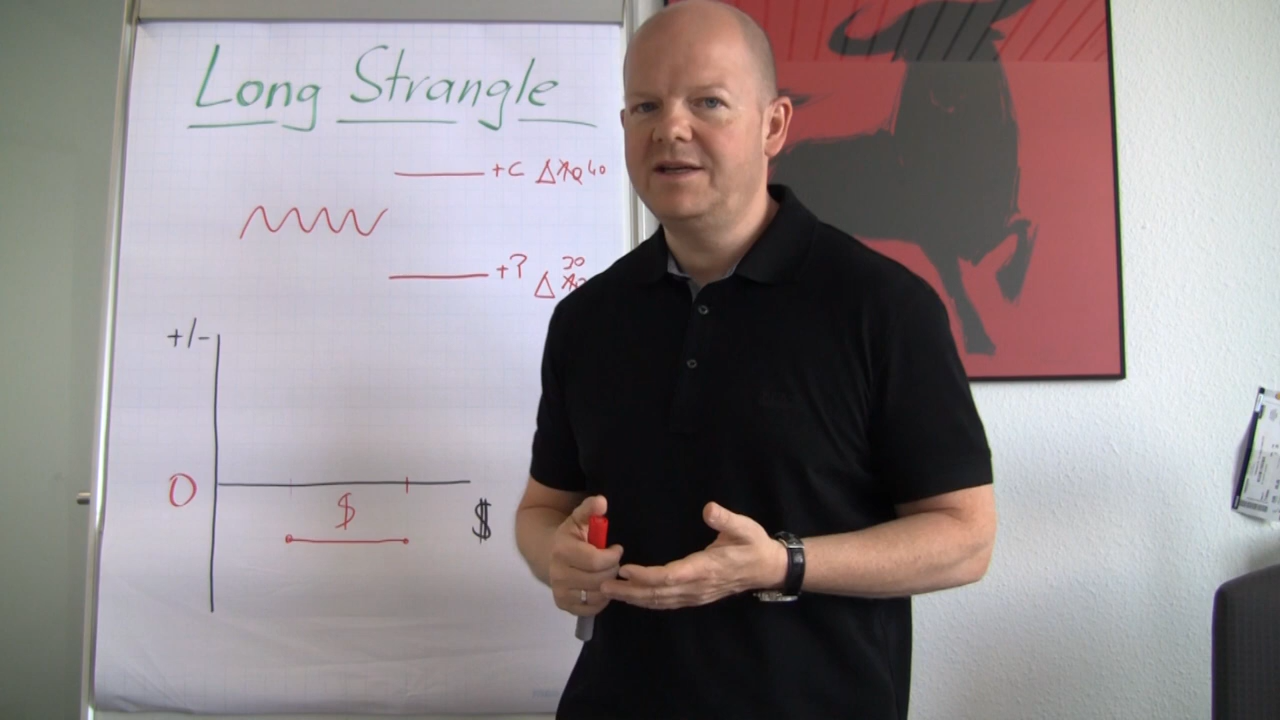 Long Strangle
+C Δ 40
+P Δ 30
+/-
0
$
$